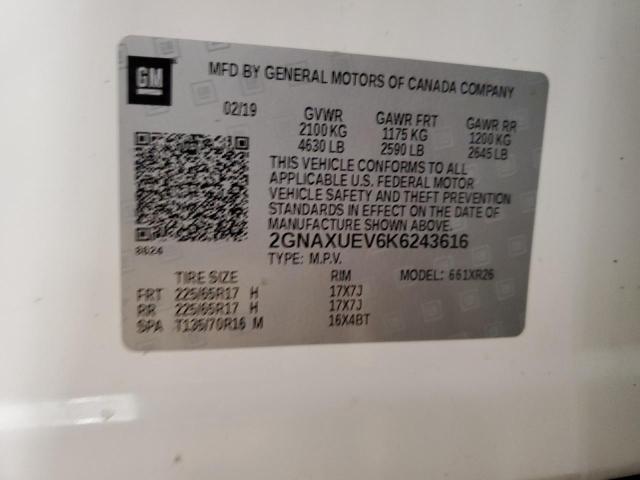 GM
MFD BY GENERAL MOTORS OF CANADA COMPANY
02/19 GVWR GAWR FRT GAWR RR
2100 KG 1175 KG 1200 KG
4630 LB 2590 LB 2645 LB
THIS VEHICLE CONFORMS TO ALL
APPLICABLE U.S. FEDERAL MOTOR
VEHICLE SAFETY AND THEFT PREVENTION
STANDARDS IN EFFECT ON THE DATE OF
MANUFACTURE SHOWN ABOVE.
2GNAXUEV6K6243616
8624
TYPE: M.P.V. MODEL: 661XR26
TIRE SIZE RIM
FRT 225/65R17 H 17X7J
RR 225/65R17 H 17X7J
SPA T135/70R16 M 16X4BT